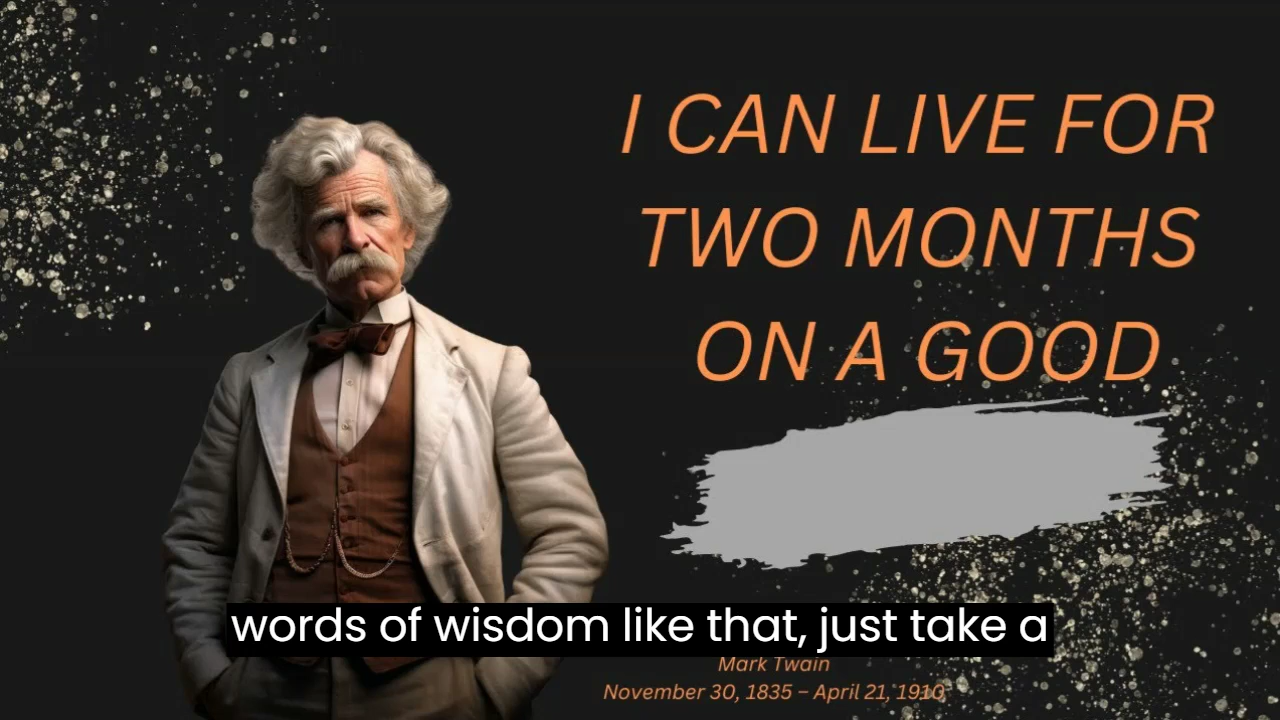 I CAN LIVE FOR
TWO MONTHS
ON A GOOD
words of wisdom like that, just take a
Mark Twain
November 30, 1835 – April 21, 1910